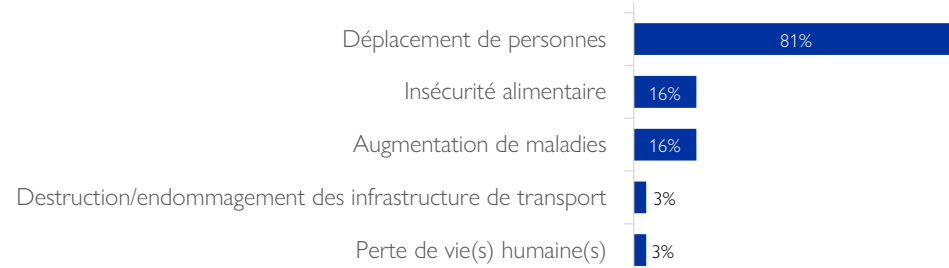 Déplacement de personnes 81%
Insécurité alimentaire 16%
Augmentation de maladies 16%
Destruction/endommagement des infrastructure de transport 3%
Perte de vie(s) humaine(s) 3%